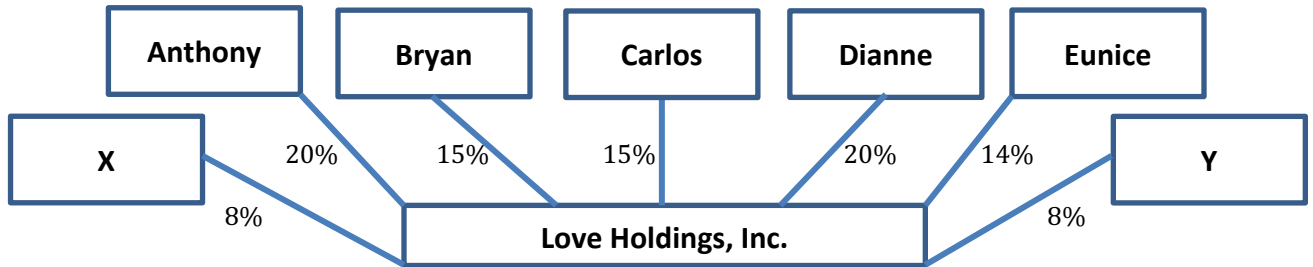 Anthony
Bryan
Carlos
Dianne
Eunice
X
20%
15%
15%
20%
14%
Y
8%
Love Holdings, Inc.
8%